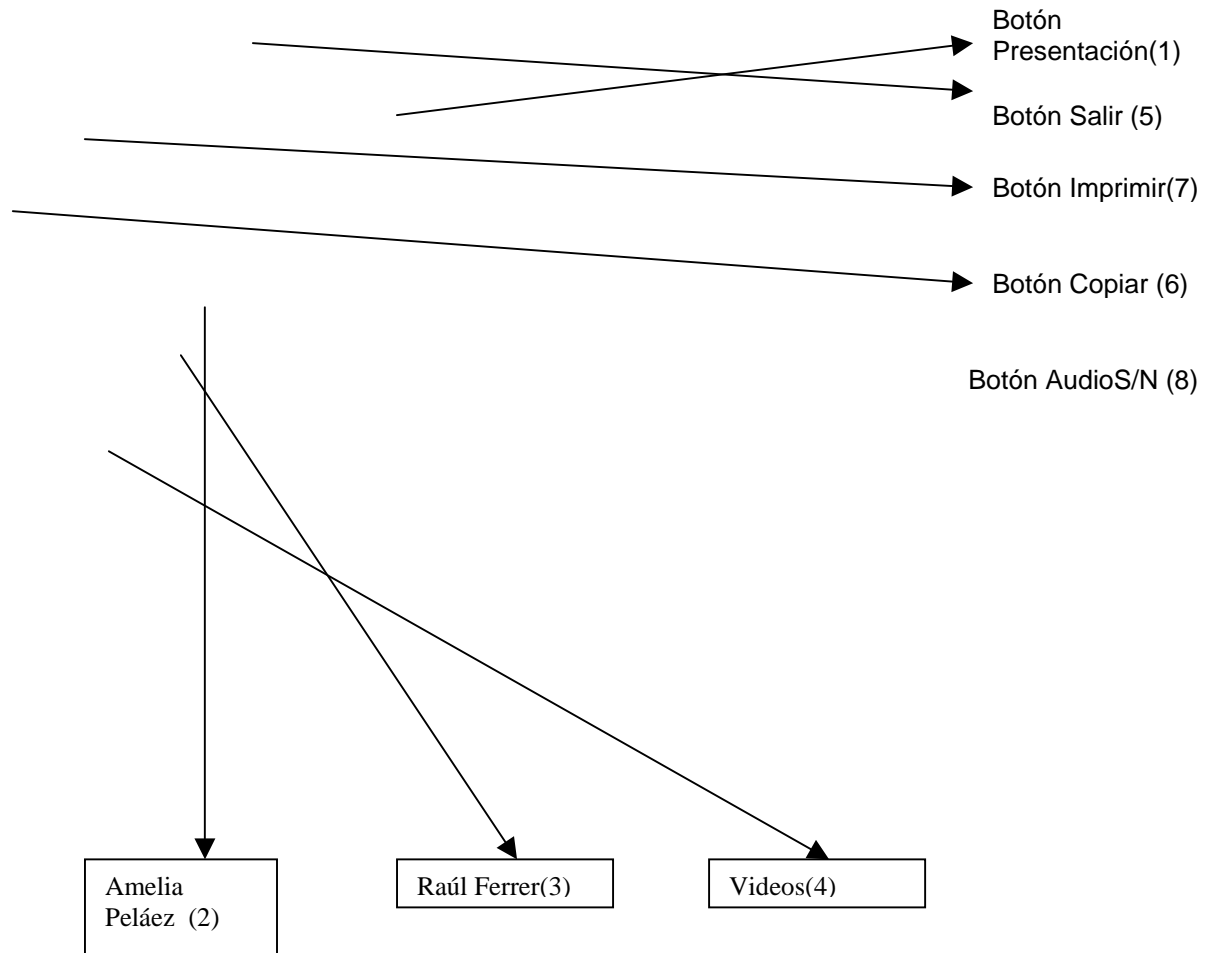 Botón
Presentación(1)
Botón Salir (5)
Botón Imprimir(7)
Botón Copiar (6)
Botón AudioS/N (8)
Amelia
Peláez (2)
Raúl Ferrer(3)
Videos(4)